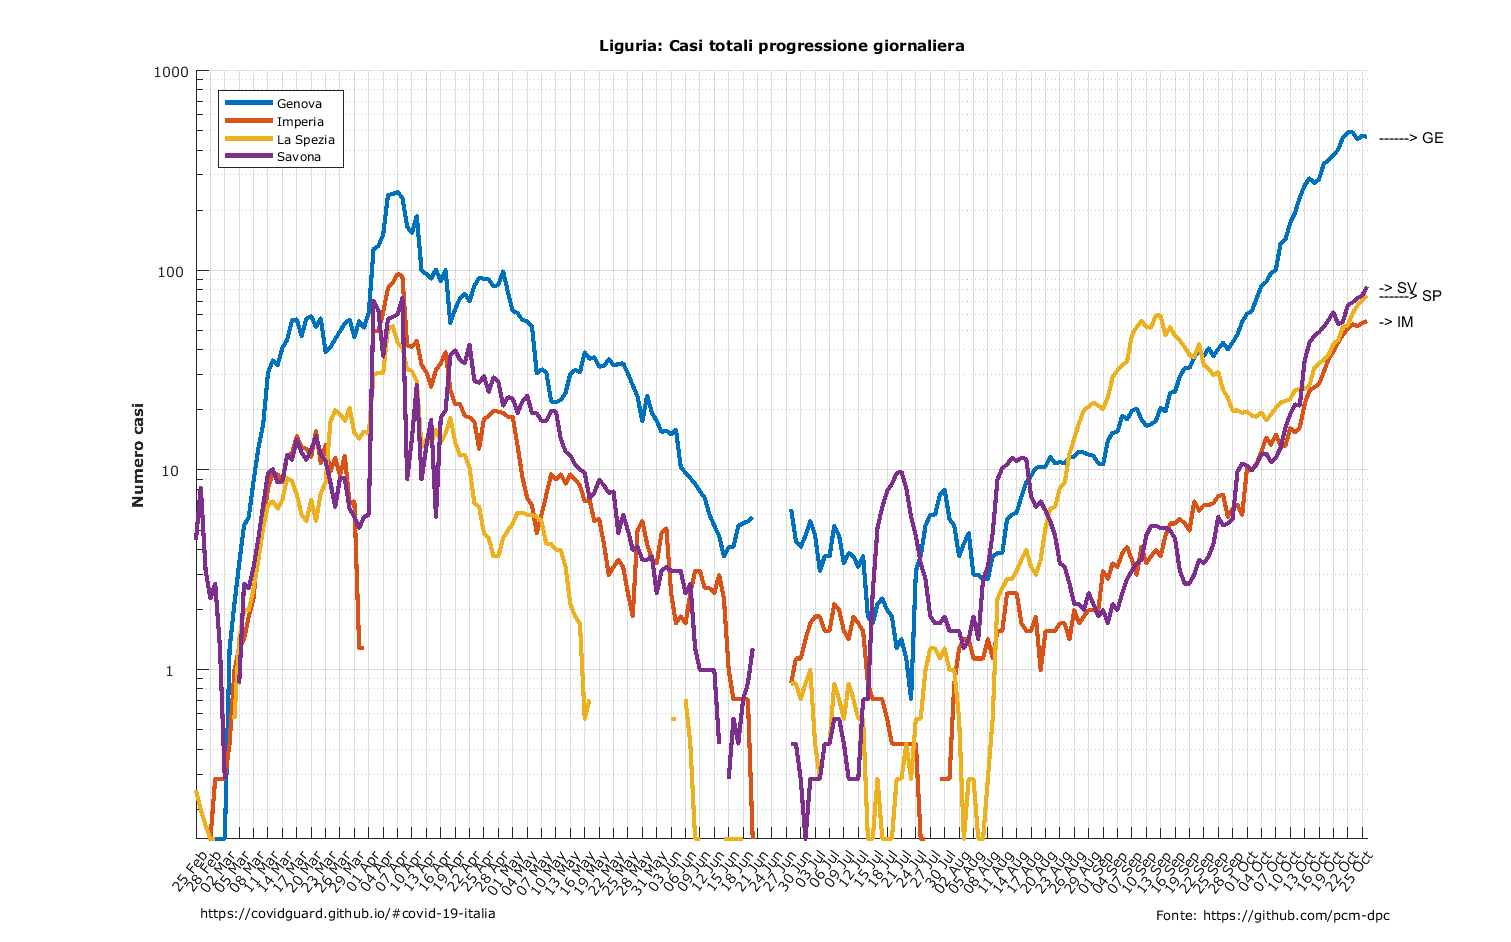 Liguria: Casi totali progressione giornaliera
1000
100
10
1
Numero casi
Genova
Imperia
La Spezia
Savona
------> GE
-> SV
------> SP
-> IM
25 Feb
28 Feb
02 Mar
05 Mar
08 Mar
11 Mar
14 Mar
17 Mar
20 Mar
23 Mar
26 Mar
29 Mar
01 Apr
04 Apr
07 Apr
10 Apr
13 Apr
16 Apr
19 Apr
22 Apr
25 Apr
28 Apr
01 May
04 May
07 May
10 May
13 May
16 May
19 May
22 May
25 May
28 May
31 May
03 Jun
06 Jun
09 Jun
12 Jun
15 Jun
18 Jun
21 Jun
24 Jun
27 Jun
30 Jun
03 Jul
06 Jul
09 Jul
12 Jul
15 Jul
18 Jul
21 Jul
24 Jul
27 Jul
30 Jul
02 Aug
05 Aug
08 Aug
11 Aug
14 Aug
17 Aug
20 Aug
23 Aug
26 Aug
29 Aug
01 Sep
04 Sep
07 Sep
10 Sep
13 Sep
16 Sep
19 Sep
22 Sep
25 Sep
28 Sep
01 Oct
04 Oct
07 Oct
10 Oct
13 Oct
16 Oct
19 Oct
22 Oct
25 Oct
https://covidguard.github.io/#covid-19-italia
Fonte: https://github.com/pcm-dpc